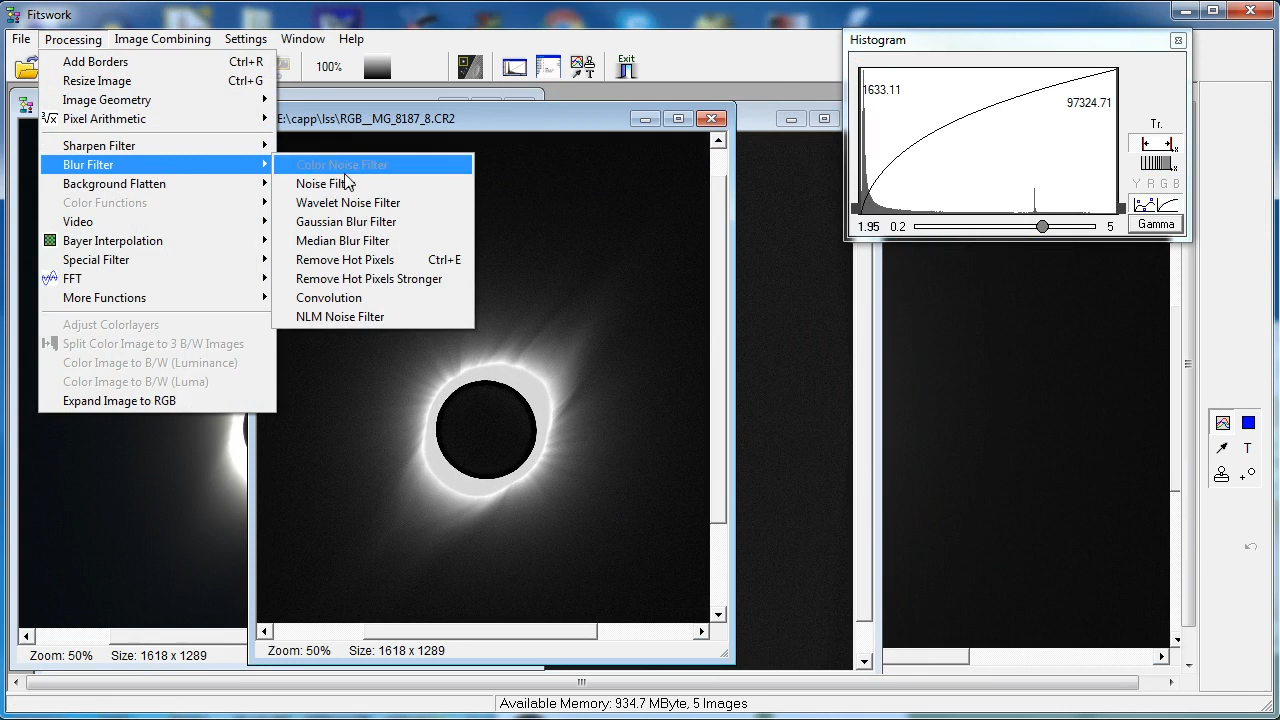 Fitswork
File Processing Image Combining Settings Window Help
100%
Exit
Add Borders Ctrl+R
Resize Image Ctrl+G
Image Geometry
Pixel Arithmetic
Sharpen Filter
Blur Filter
Background Flatten
Color Functions
Video
Bayer Interpolation
Special Filter
FFT
More Functions
Adjust Colorlayers
Split Color Image to 3 B/W Images
Color Image to B/W (Luminance)
Color Image to B/W (Luma)
Expand Image to RGB
Color Noise Filter
Noise Filter
Wavelet Noise Filter
Gaussian Blur Filter
Median Blur Filter
Remove Hot Pixels Ctrl+E
Remove Hot Pixels Stronger
Convolution
NLM Noise Filter
E:\capp\lss\RGB__MG_8187_8.CR2
Histogram
1633.11
97324.71
Tr.
Y R G B
1.95 0.2 5 Gamma
T
Zoom: 50% Size: 1618 x 1289
Zoom: 50% Size: 1618 x 1289
Available Memory: 934.7 MByte, 5 Images